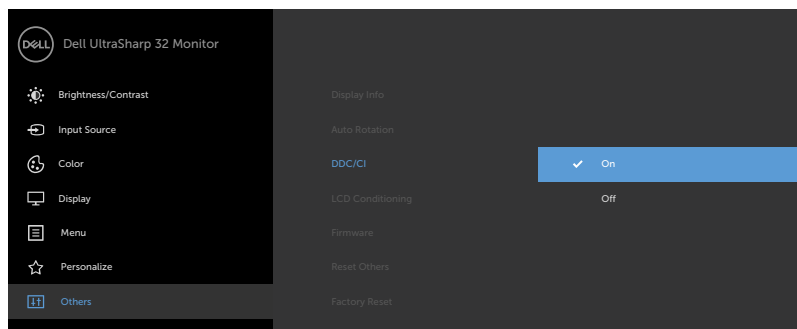 DELL
Dell UltraSharp 32 Monitor
Brightness/Contrast
Input Source
Color
Display
Menu
Personalize
Others
Display Info
Auto Rotation
DDC/CI
LCD Conditioning
Firmware
Reset Others
Factory Reset
On
Off